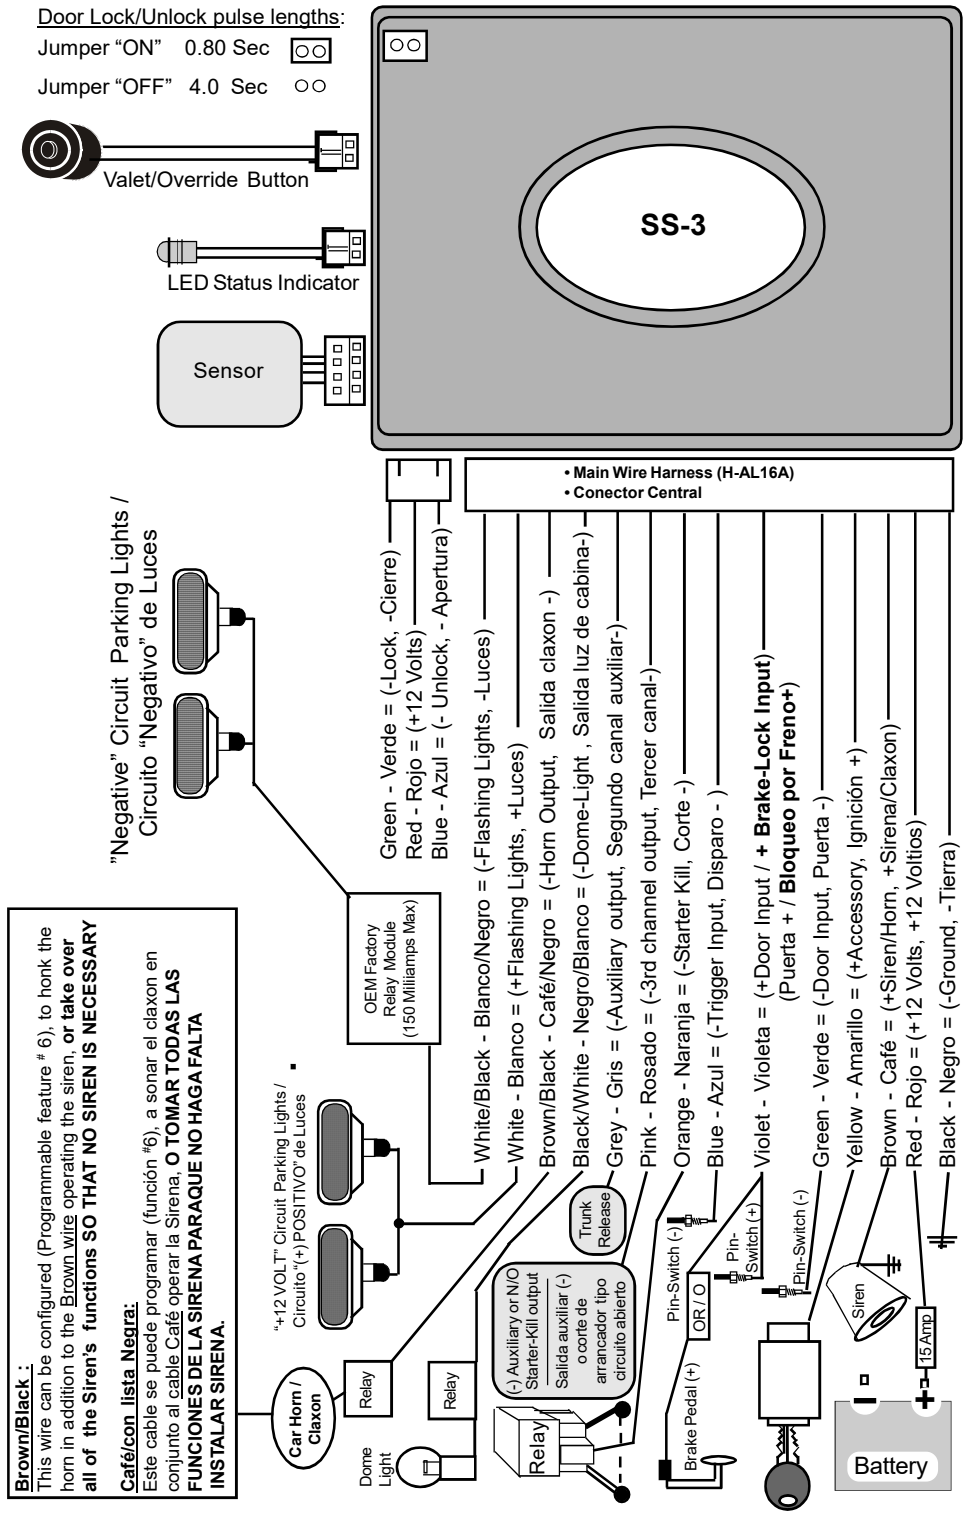 Door Lock/Unlock pulse lengths:
Jumper “ON” 0.80 Sec
Jumper “OFF” 4.0 Sec
Valet/Override Button
LED Status Indicator
Sensor
SS-3
• Main Wire Harness (H-AL16A)
• Conector Central
"Negative" Circuit Parking Lights /
Circuito “Negativo” de Luces
Green - Verde = (-Lock, -Cierre)
Red - Rojo = (+12 Volts)
Blue - Azul = (- Unlock, - Apertura)
OEM Factory
Relay Module
(150 Miliamps Max)
White/Black - Blanco/Negro = (-Flashing Lights, -Luces)
White - Blanco = (+Flashing Lights, +Luces)
Brown/Black - Café/Negro = (-Horn Output, Salida claxon -)
Black/White - Negro/Blanco = (-Dome-Light , Salida luz de cabina-)
Grey - Gris = (-Auxiliary output, Segundo canal auxiliar-)
Pink - Rosado = (-3rd channel output, Tercer canal-)
Orange - Naranja = (-Starter Kill, Corte -)
Blue - Azul = (-Trigger Input, Disparo - )
Violet - Violeta = (+Door Input / + Brake-Lock Input)
(Puerta + / Bloqueo por Freno+)
Green - Verde = (-Door Input, Puerta -)
Yellow - Amarillo = (+Accessory, Ignición +)
Brown - Café = (+Siren/Horn, +Sirena/Claxon)
Red - Rojo = (+12 Volts, +12 Voltios)
Black - Negro = (-Ground, -Tierra)
Brown/Black :
This wire can be configured (Programmable feature # 6), to honk the
horn in addition to the Brown wire operating the siren, or take over
all of the Siren's functions SO THAT NO SIREN IS NECESSARY
Café/con lista Negra:
Este cable se puede programar (función #6), a sonar el claxon en
conjunto al cable Café operar la Sirena, O TOMAR TODAS LAS
FUNCIONES DE LA SIRENA PARAQUE NO HAGA FALTA
INSTALAR SIRENA.
“+12 VOLT” Circuit Parking Lights /
Circuito “(+) POSITIVO” de Luces
Car Horn /
Claxon
Relay
Relay
Dome
Light
Trunk
Release
(-) Auxiliary or N/O
Starter-Kill output
Salida auxiliar (-)
o corte de
arrancador tipo
circuito abierto
Relay
Pin-Switch (-)
Pin-
Switch (+)
OR / O
Brake Pedal (+)
Pin-Switch (-)
Siren
15 Amp
Battery